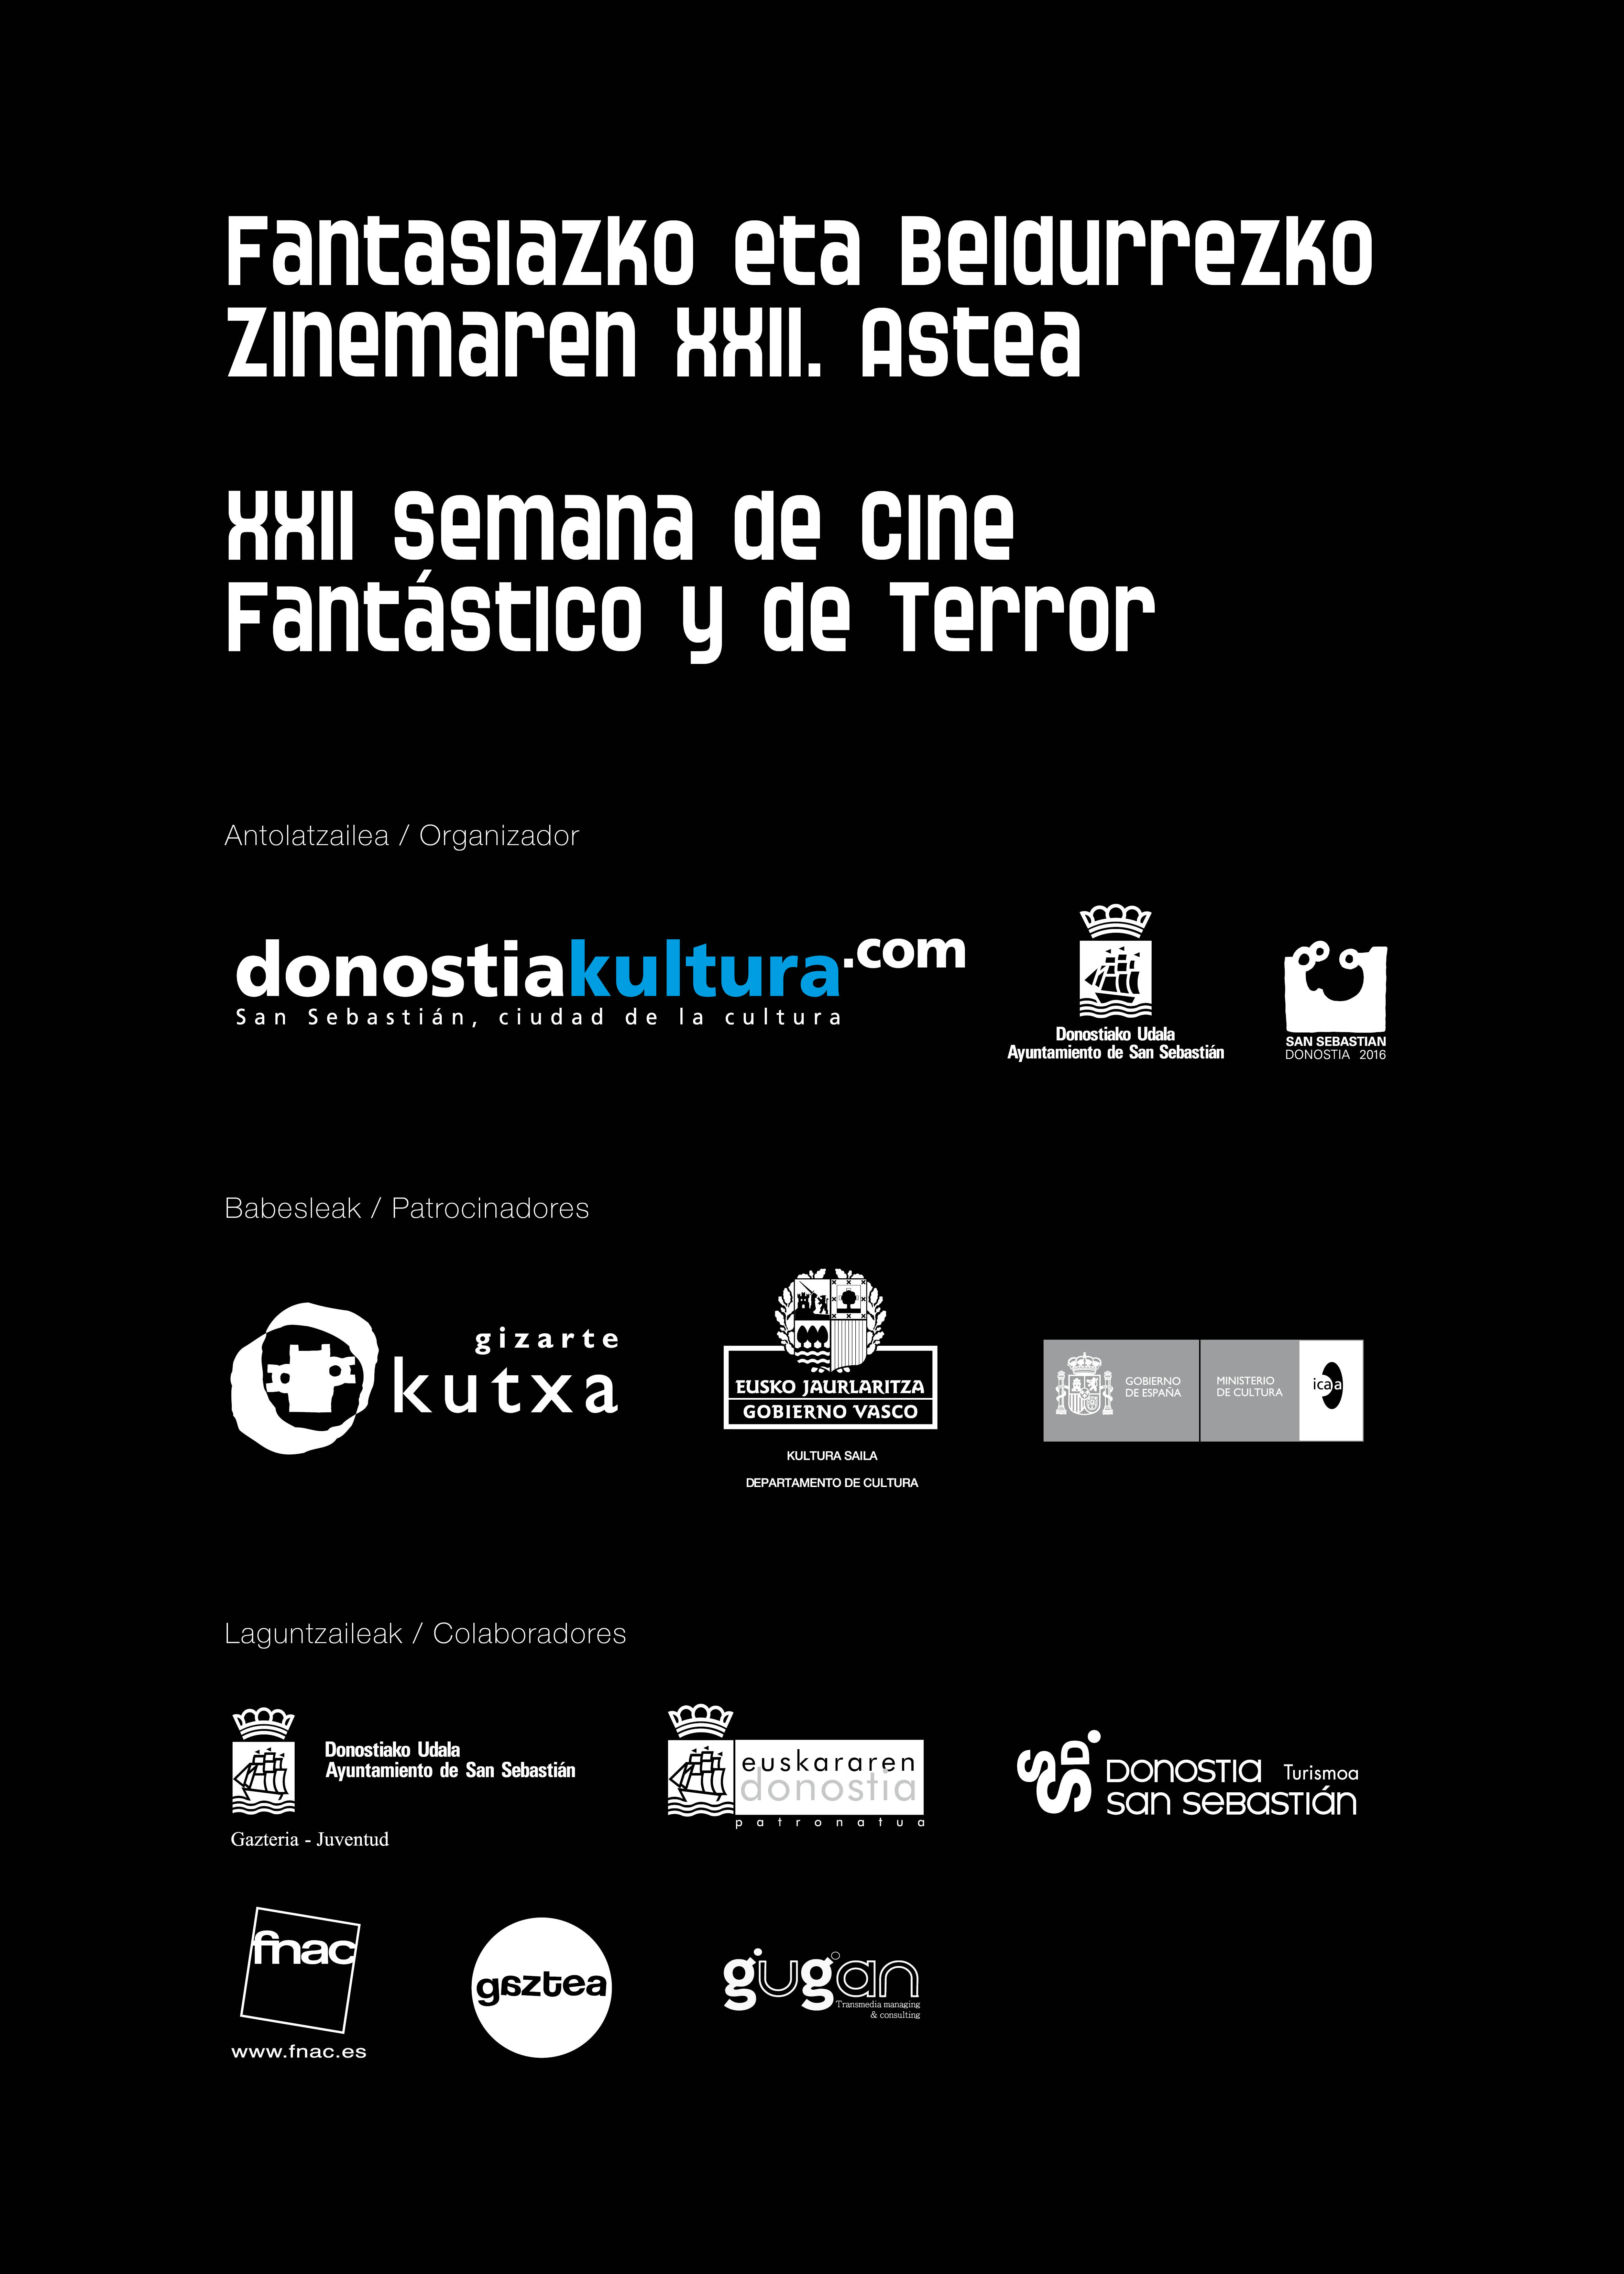 Fantasiazko eta Beldurrezko
Zinemaren XXII. Astea
XXII Semana de Cine
Fantástico y de Terror
Antolatzailea / Organizador
donostiakultura.com
San Sebastián, ciudad de la cultura
Donostiako Udala
Ayuntamiento de San Sebastián
SAN SEBASTIAN
DONOSTIA 2016
Babesleak / Patrocinadores
gizarte
kutxa
EUSKO JAURLARITZA
GOBIERNO VASCO
KULTURA SAILA
DEPARTAMENTO DE CULTURA
GOBIERNO
DE ESPAÑA
MINISTERIO
DE CULTURA
icaa
Laguntzaileak / Colaboradores
Donostiako Udala
Ayuntamiento de San Sebastián
Gazteria - Juventud
euskararen
donostia
patronatua
SSD.
DONOSTIA Turismoa
SAN SEBASTIÁN
fnac
www.fnac.es
gaztea
gugan
Transmedia managing
& consulting